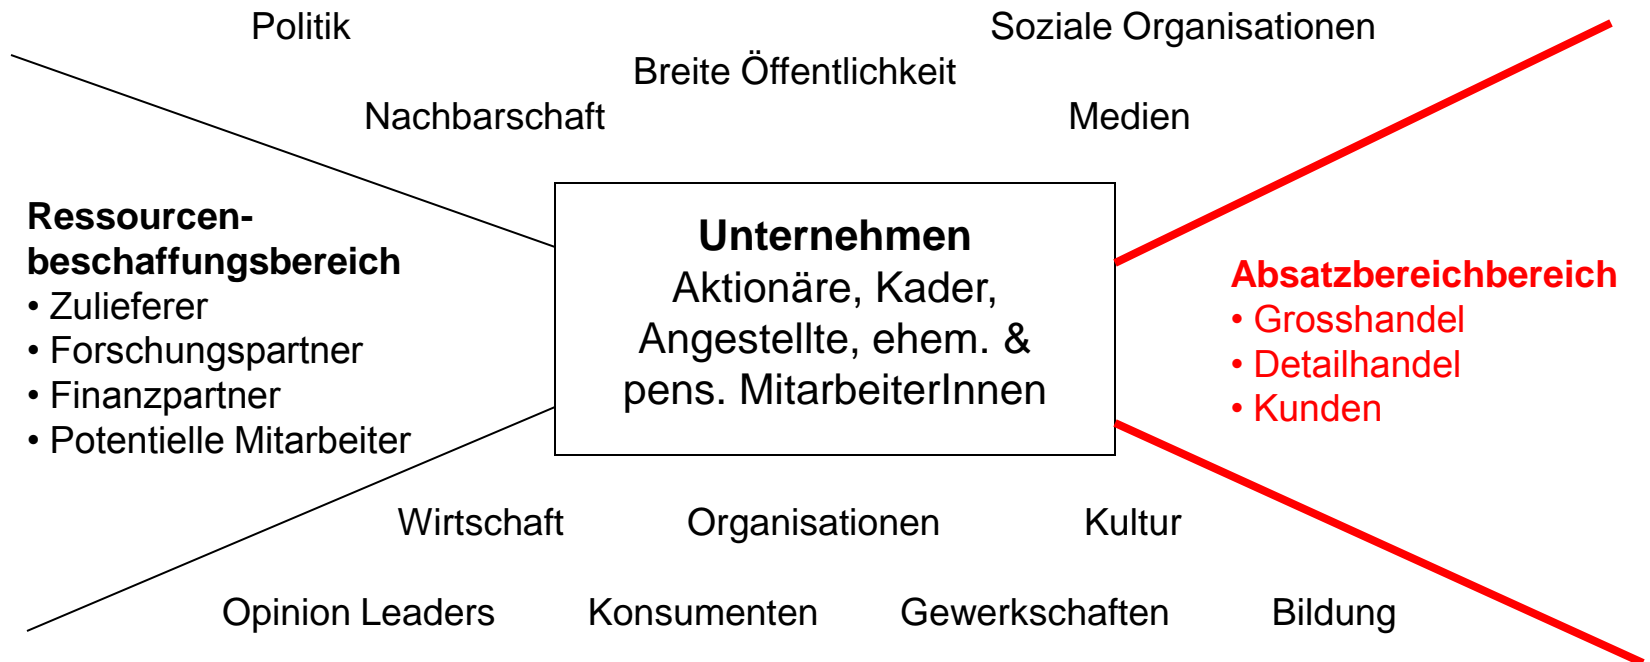 Politik
Soziale Organisationen
Breite Öffentlichkeit
Nachbarschaft
Medien
Ressourcen-
beschaffungsbereich
• Zulieferer
• Forschungspartner
• Finanzpartner
• Potentielle Mitarbeiter
Unternehmen
Aktionäre, Kader,
Angestellte, ehem. &
pens. MitarbeiterInnen
Absatzbereichbereich
• Grosshandel
• Detailhandel
• Kunden
Wirtschaft
Organisationen
Kultur
Opinion Leaders
Konsumenten
Gewerkschaften
Bildung